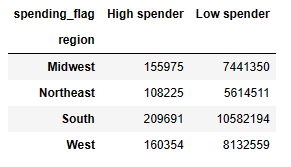 spending_flag High spender Low spender
region
Midwest 155975 7441350
Northeast 108225 5614511
South 209691 10582194
West 160354 8132559